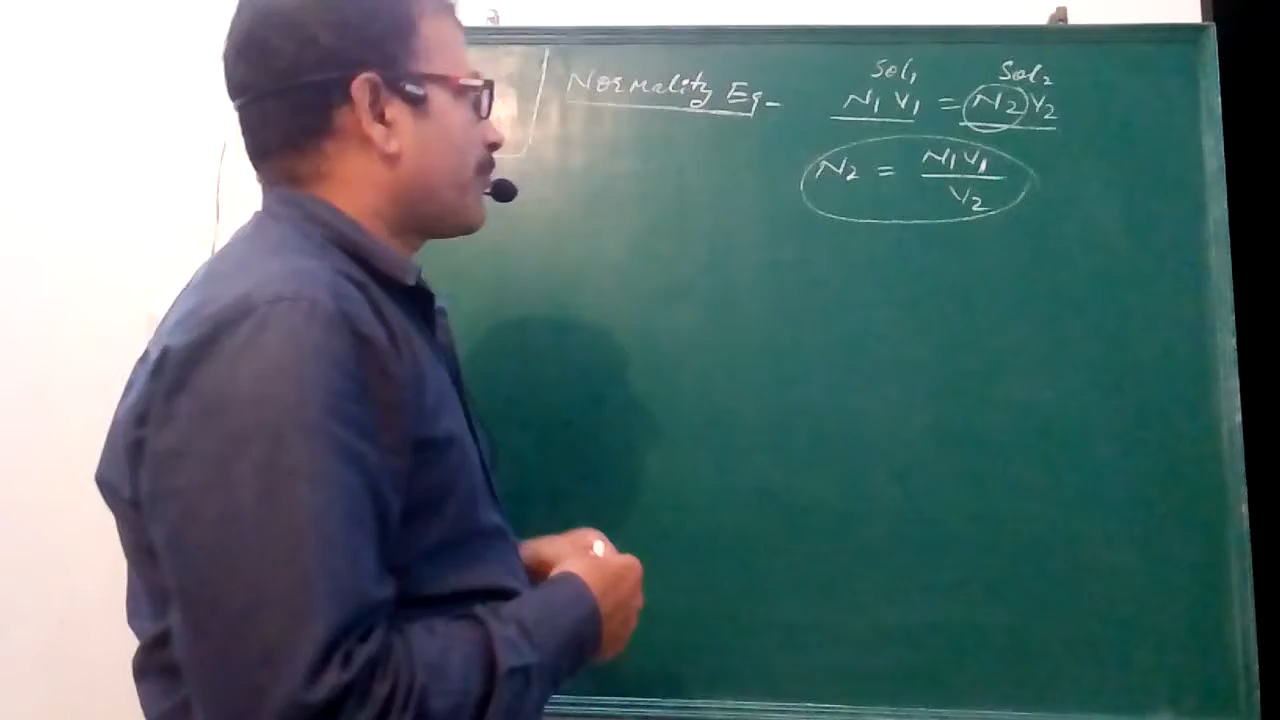 Sol₁ Sol₂
Normality Eq- N₁ V₁ = N₂ V₂
N₂ = N₁V₁
V₂